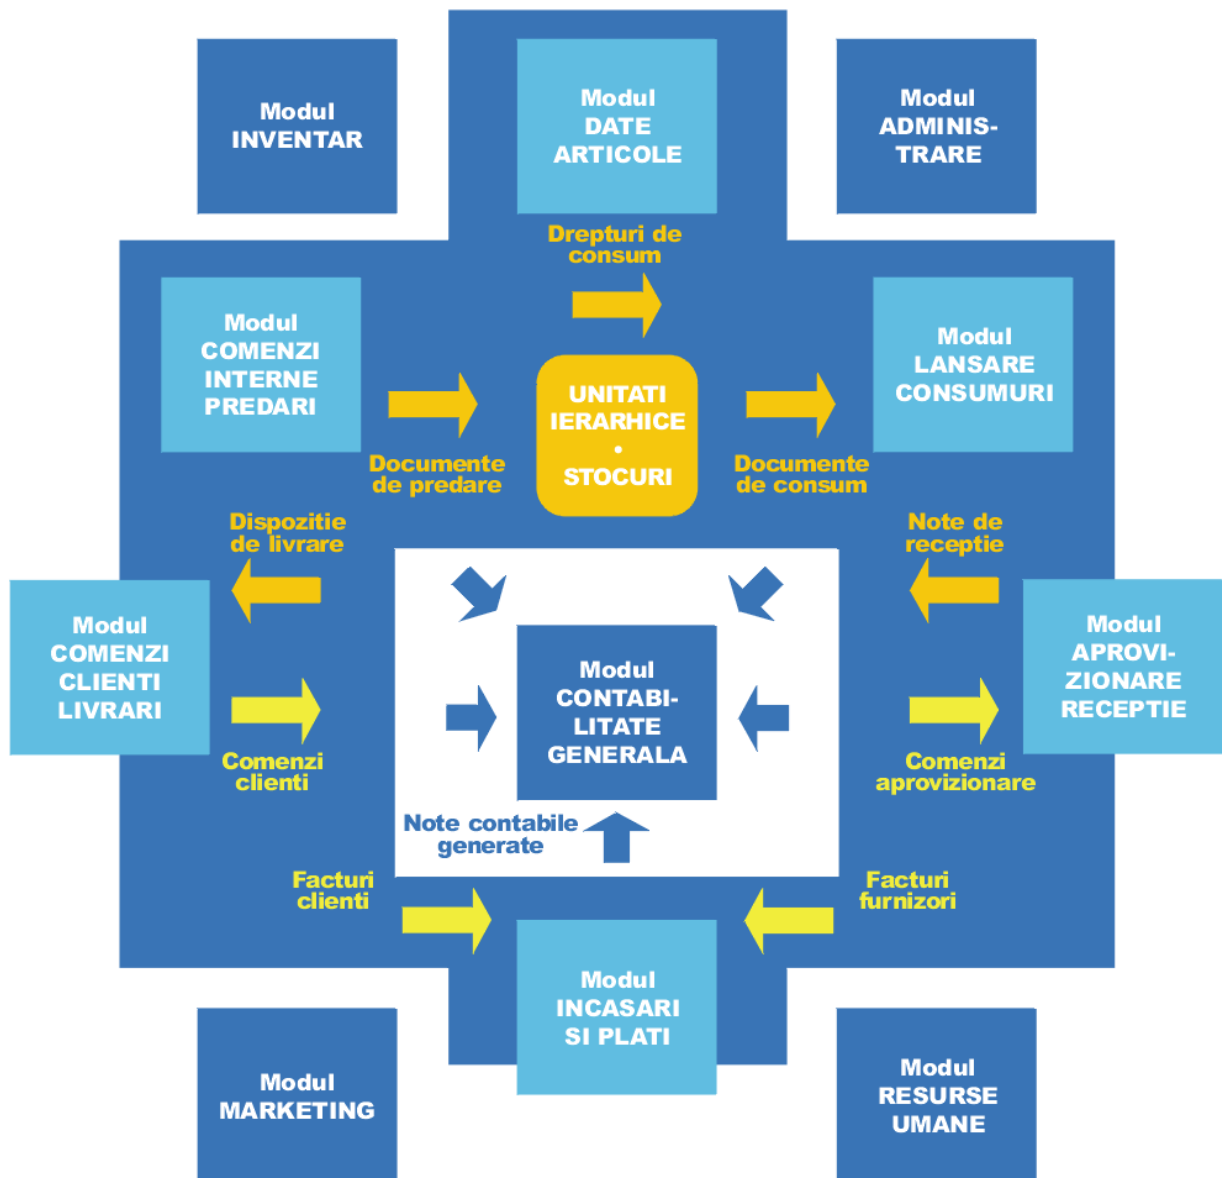 Modul
INVENTAR
Modul
DATE
ARTICOLE
Modul
ADMINIS-
TRARE
Drepturi de
consum
Modul
COMENZI
INTERNE
PREDARI
UNITATI
IERARHICE
•
STOCURI
Modul
LANSARE
CONSUMURI
Documente
de predare
Documente
de consum
Dispozitie
de livrare
Note de
receptie
Modul
COMENZI
CLIENTI
LIVRARI
Modul
CONTABI-
LITATE
GENERALA
Modul
APROVI-
ZIONARE
RECEPTIE
Comenzi
clienti
Comenzi
aprovizionare
Note contabile
generate
Facturi
clienti
Facturi
furnizori
Modul
INCASARI
SI PLATI
Modul
MARKETING
Modul
RESURSE
UMANE